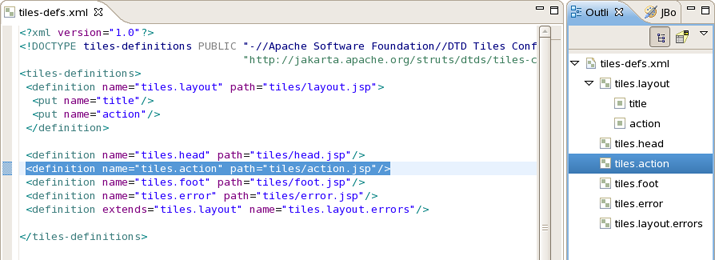 tiles-defs.xml
<?xml version="1.0"?>
<!DOCTYPE tiles-definitions PUBLIC "-//Apache Software Foundation//DTD Tiles Conf
"http://jakarta.apache.org/struts/dtds/tiles-c
<tiles-definitions>
<definition name="tiles.layout" path="tiles/layout.jsp">
<put name="title"/>
<put name="action"/>
</definition>
<definition name="tiles.head" path="tiles/head.jsp"/>
<definition name="tiles.action" path="tiles/action.jsp"/>
<definition name="tiles.foot" path="tiles/foot.jsp"/>
<definition name="tiles.error" path="tiles/error.jsp"/>
<definition extends="tiles.layout" name="tiles.layout.errors"/>
</tiles-definitions>
Outli JBo
tiles-defs.xml
tiles.layout
title
action
tiles.head
tiles.action
tiles.foot
tiles.error
tiles.layout.errors